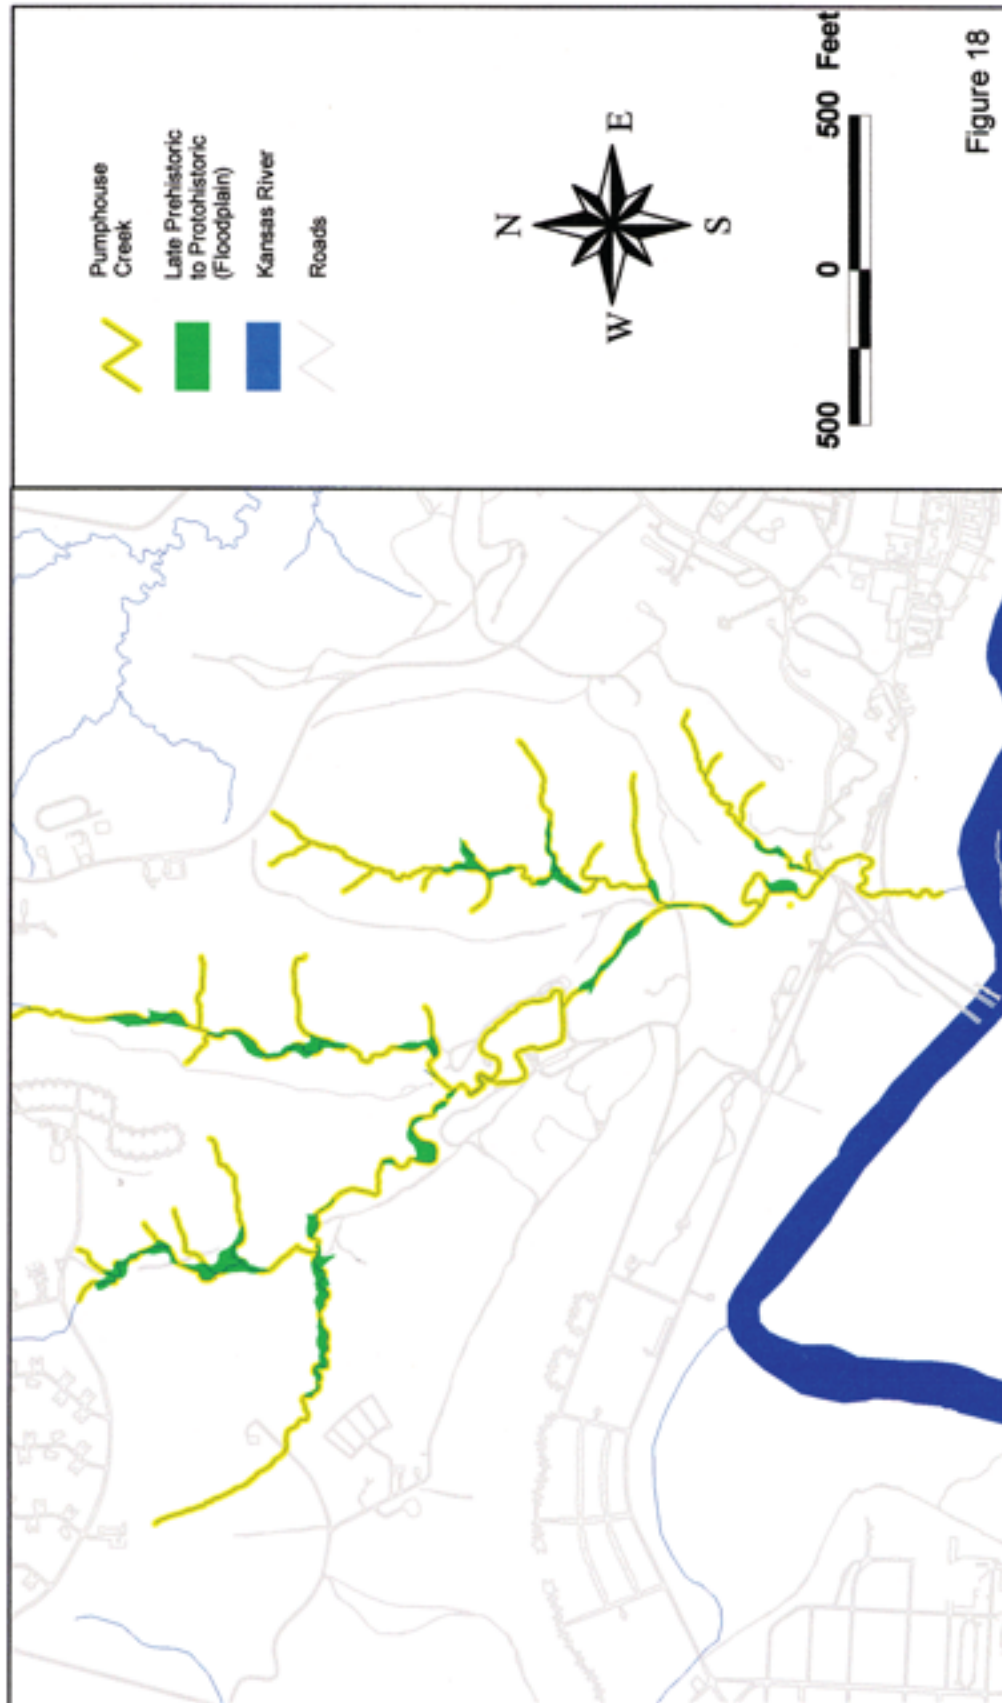 Pumphouse
Creek
Late Prehistoric
to Protohistoric
(Floodplain)
Kansas River
Roads
N
W E
S
500 0 500 Feet
Figure 18